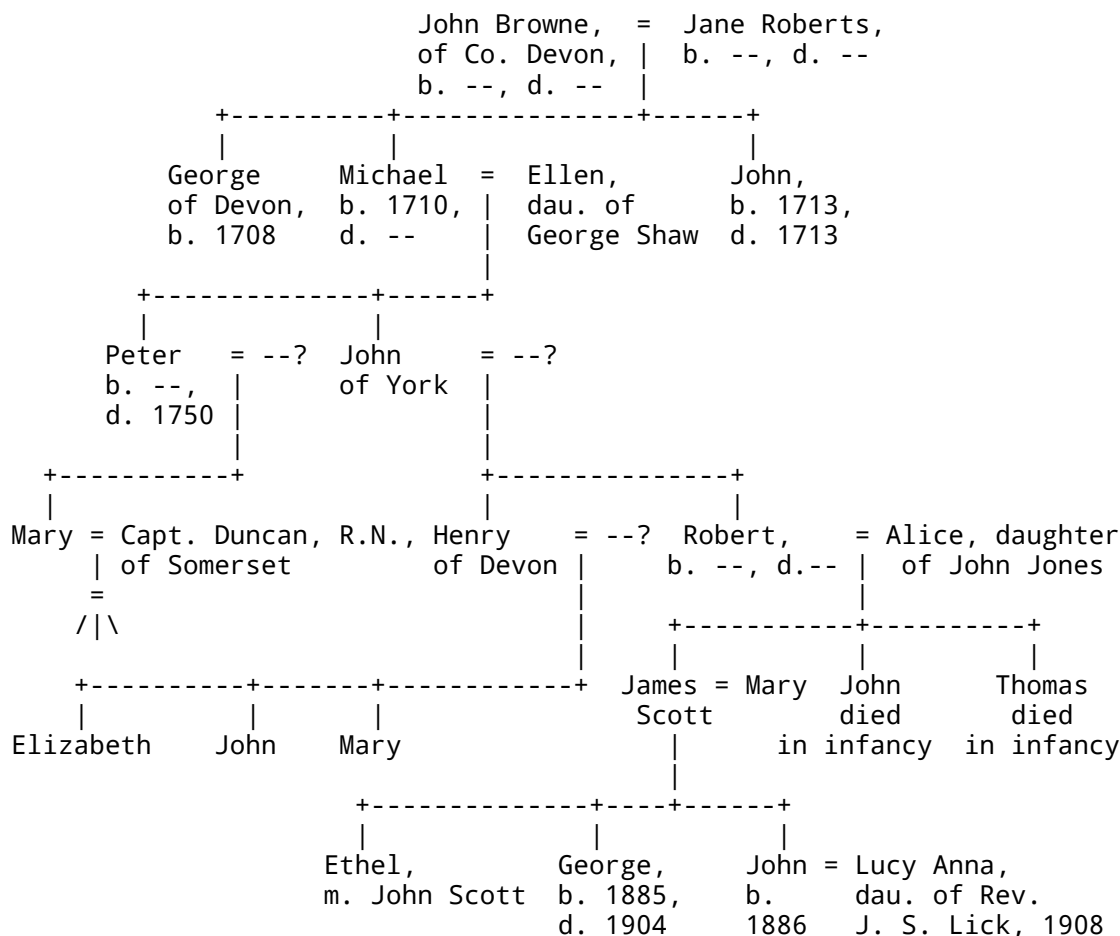 John Browne, = Jane Roberts,
of Co. Devon, | b. --, d. --
b. --, d. -- |
+----------+---------------+------+
| | |
George Michael = Ellen, John,
of Devon, b. 1710, | dau. of b. 1713,
b. 1708 d. -- | George Shaw d. 1713
|
+--------------+------+
| |
Peter = --? John = --?
b. --, | of York |
d. 1750 | |
| |
+-----------+ +---------------+
| | |
Mary = Capt. Duncan, R.N., Henry = --? Robert, = Alice, daughter
| of Somerset of Devon | b. --, d.-- | of John Jones
= | |
/|\ | +-----------+----------+
| | | |
+----------+-------+------------+ James = Mary John Thomas
| | | Scott died died
Elizabeth John Mary | in infancy in infancy
|
+--------------+----+------+
| | |
Ethel, George, John = Lucy Anna,
m. John Scott b. 1885, b. dau. of Rev.
d. 1904 1886 J. S. Lick, 1908